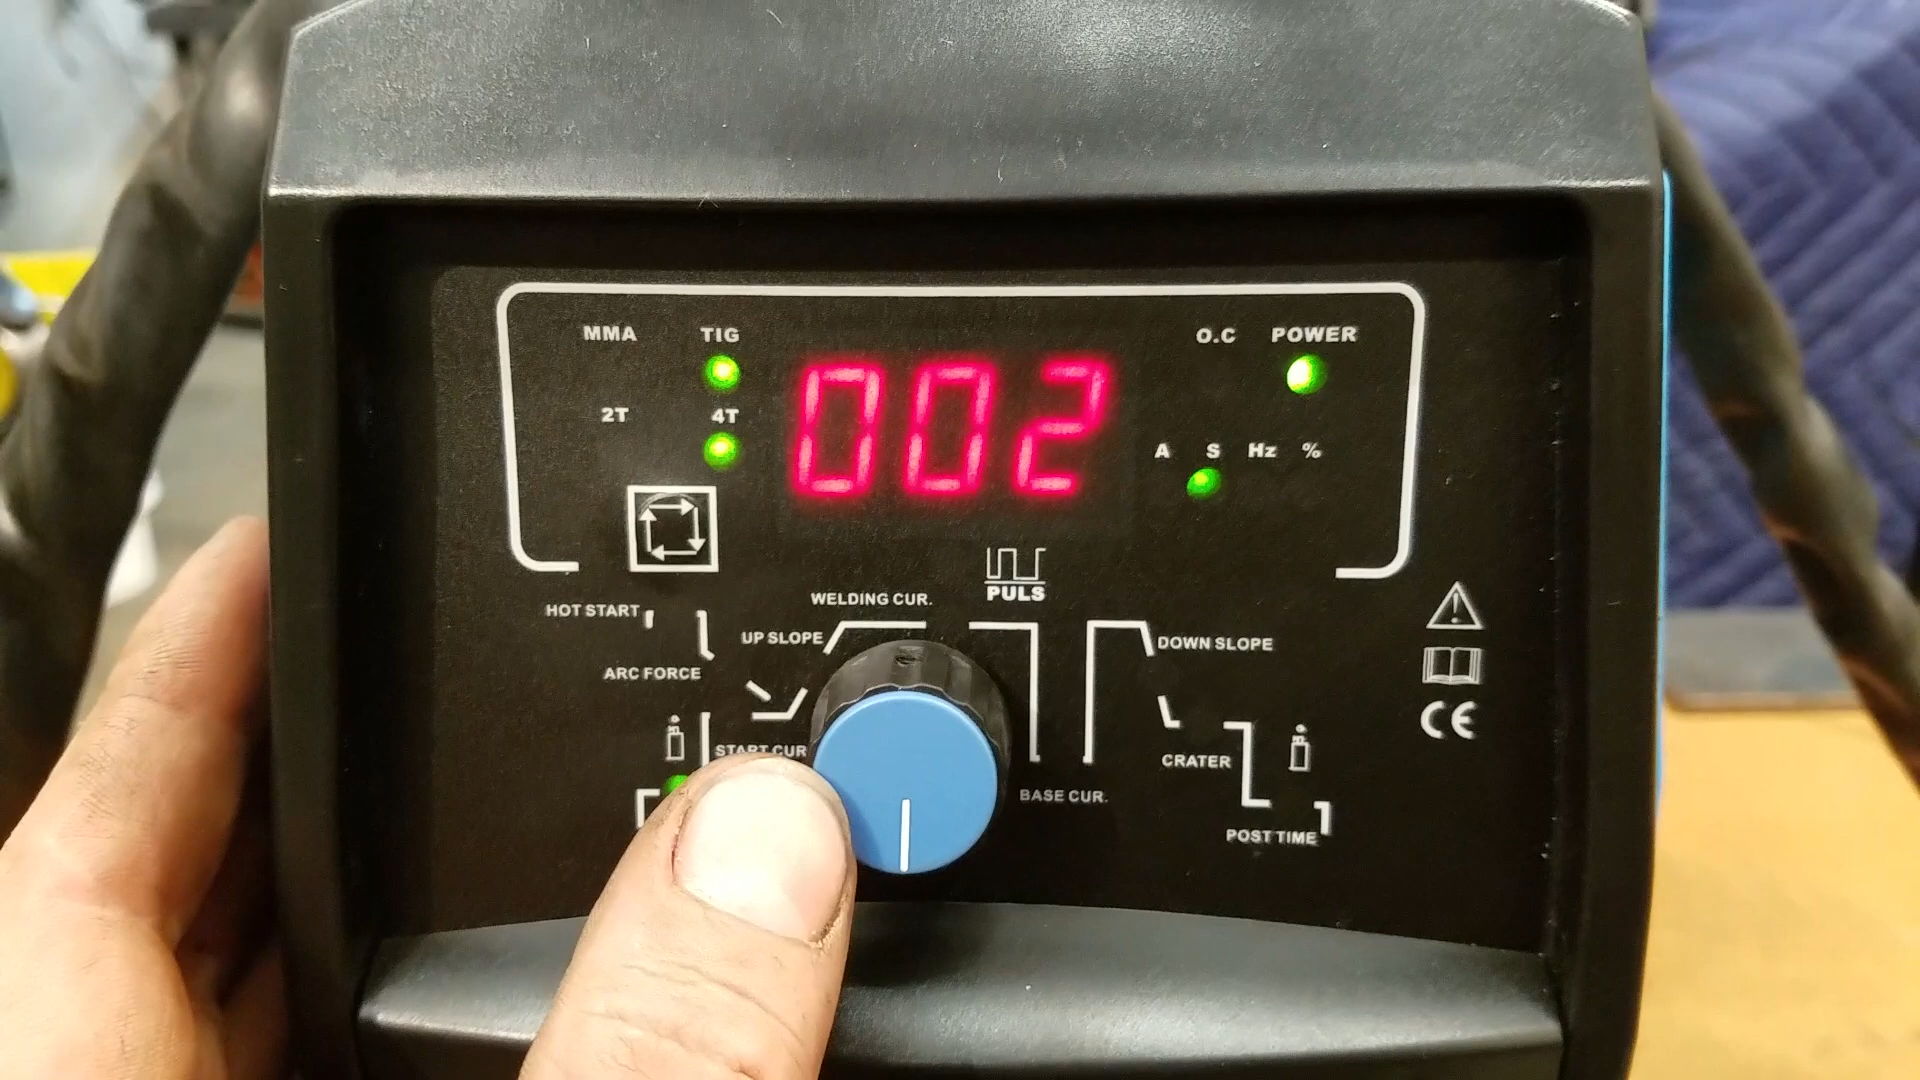 MMA TIG
O.C POWER
2T 4T
002
A S Hz %
PULS
HOT START
WELDING CUR.
UP SLOPE
DOWN SLOPE
ARC FORCE
START CUR
CRATER
BASE CUR.
POST TIME
CE